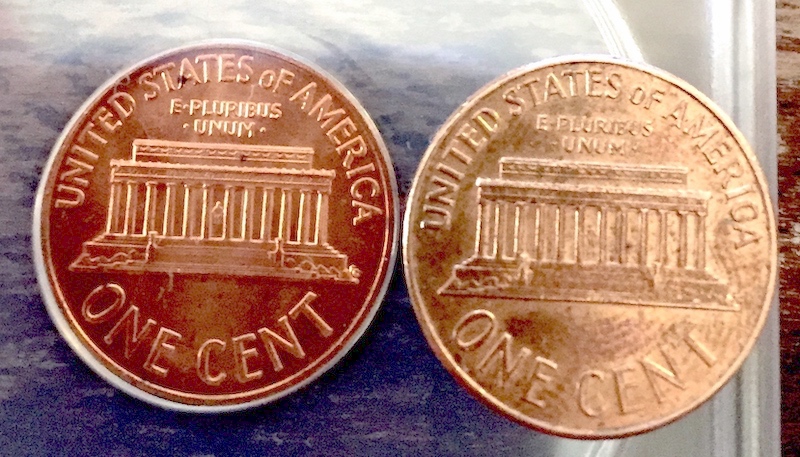 UNITED STATES OF AMERICA
E·PLURIBUS
·UNUM·
ONE CENT
UNITED STATES OF AMERICA
E·PLURIBUS
·UNUM·
ONE CENT